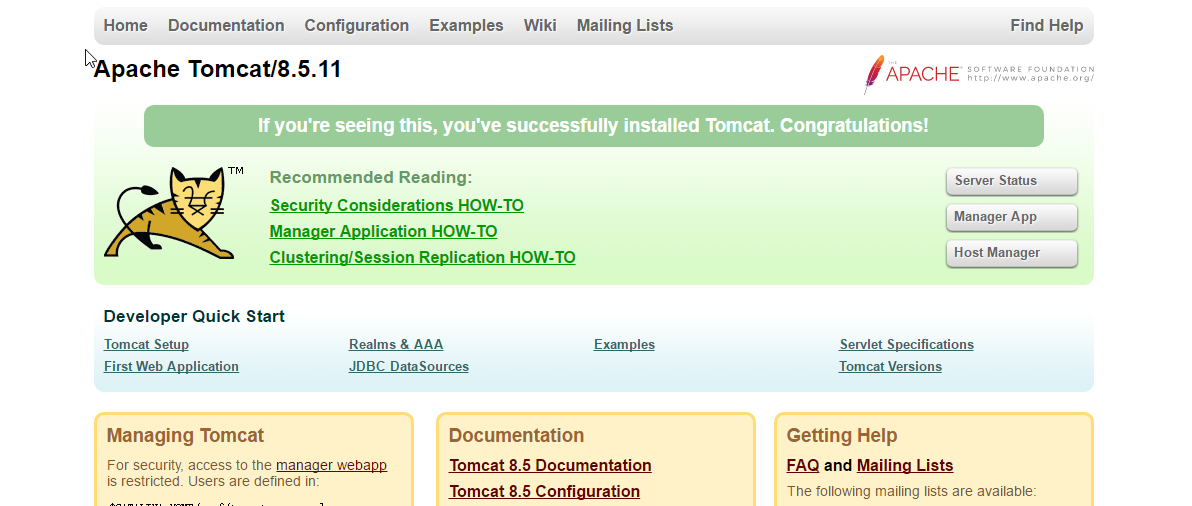 Home Documentation Configuration Examples Wiki Mailing Lists Find Help
Apache Tomcat/8.5.11
THE
APACHE SOFTWARE FOUNDATION
http://www.apache.org/
If you're seeing this, you've successfully installed Tomcat. Congratulations!
TM
Recommended Reading:
Security Considerations HOW-TO
Manager Application HOW-TO
Clustering/Session Replication HOW-TO
Server Status
Manager App
Host Manager
Developer Quick Start
Tomcat Setup
First Web Application
Realms & AAA
JDBC DataSources
Examples
Servlet Specifications
Tomcat Versions
Managing Tomcat
For security, access to the manager webapp
is restricted. Users are defined in:
Documentation
Tomcat 8.5 Documentation
Tomcat 8.5 Configuration
Getting Help
FAQ and Mailing Lists
The following mailing lists are available: